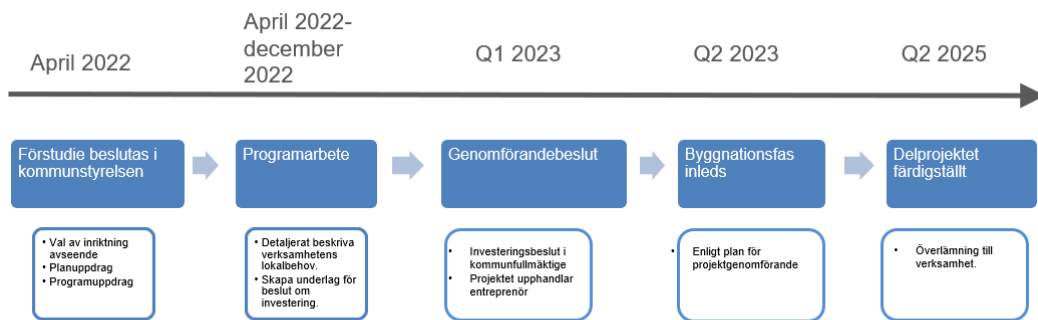 April 2022
April 2022-
december
2022
Q1 2023
Q2 2023
Q2 2025
Förstudie beslutas i
kommunstyrelsen
Programarbete
Genomförandebeslut
Byggnationsfas
inleds
Delprojektet
färdigställt
• Val av inriktning
avseende
• Planuppdrag
• Programuppdrag
• Detaljerat beskriva
verksamhetens
lokalbehov.
• Skapa underlag för
beslut om
investering.
• Investeringsbeslut i
kommunfullmäktige
• Projektet upphandlar
entreprenör
• Enligt plan för
projektgenomförande
• Överlämning till
verksamhet.